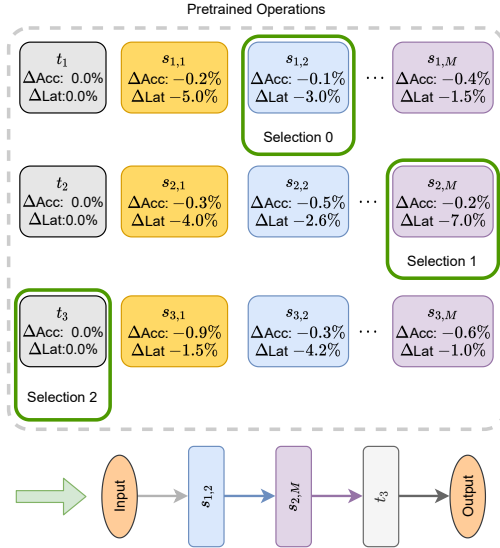 Pretrained Operations
t₁ s₁,₁ s₁,₂ s₁,M
ΔAcc: 0.0% ΔAcc: −0.2% ΔAcc: −0.1% ··· ΔAcc: −0.4%
ΔLat:0.0% ΔLat −5.0% ΔLat −3.0% ΔLat −1.5%
Selection 0
t₂ s₂,₁ s₂,₂ s₂,M
ΔAcc: 0.0% ΔAcc: −0.3% ΔAcc: −0.5% ··· ΔAcc: −0.2%
ΔLat:0.0% ΔLat −4.0% ΔLat −2.6% ΔLat −7.0%
Selection 1
t₃ s₃,₁ s₃,₂ s₃,M
ΔAcc: 0.0% ΔAcc: −0.9% ΔAcc: −0.3% ··· ΔAcc: −0.6%
ΔLat:0.0% ΔLat −1.5% ΔLat −4.2% ΔLat −1.0%
Selection 2
Input s₁,₂ s₂,M t₃ Output